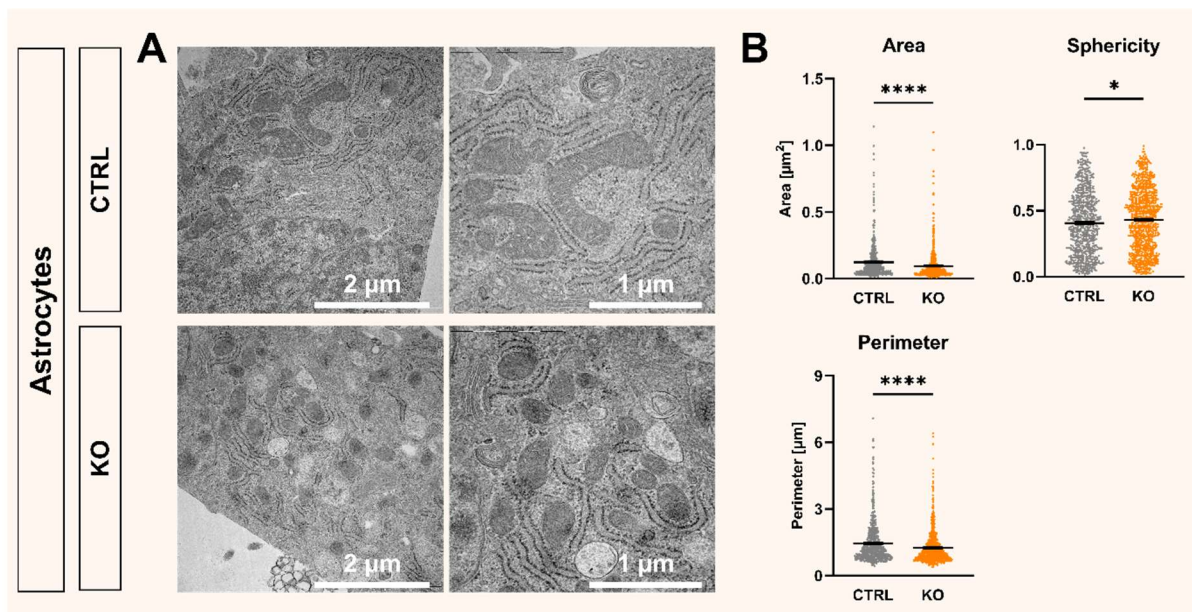 Astrocytes
CTRL
KO
A
2 μm
1 μm
2 μm
1 μm
B
Area
****
Area [μm²]
1.5
1.0
0.5
0.0
CTRL
KO
Sphericity
*
1.0
0.5
0.0
CTRL
KO
Perimeter
****
Perimeter [μm]
9
6
3
0
CTRL
KO